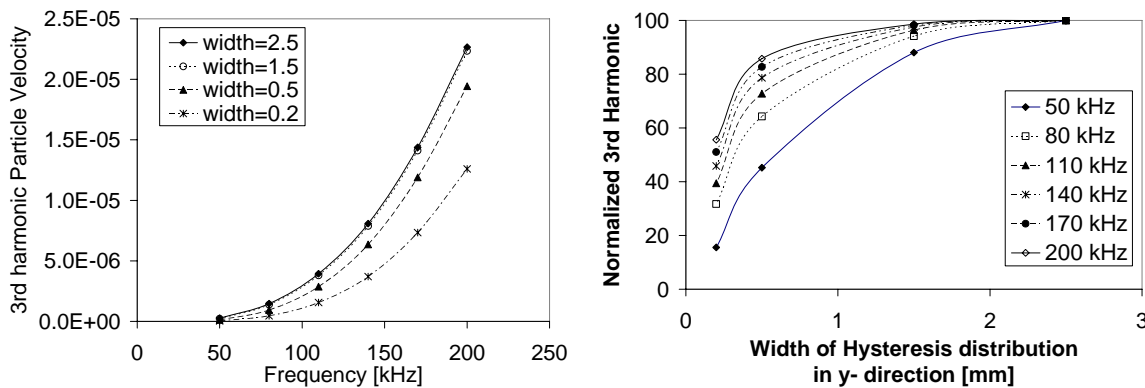 3rd harmonic Particle Velocity
2.5E-05
2.0E-05
1.5E-05
1.0E-05
5.0E-06
0.0E+00
width=2.5
width=1.5
width=0.5
width=0.2
0 50 100 150 200 250
Frequency [kHz]
Normalized 3rd Harmonic
100
80
60
40
20
0
50 kHz
80 kHz
110 kHz
140 kHz
170 kHz
200 kHz
0 1 2 3
Width of Hysteresis distribution
in y- direction [mm]